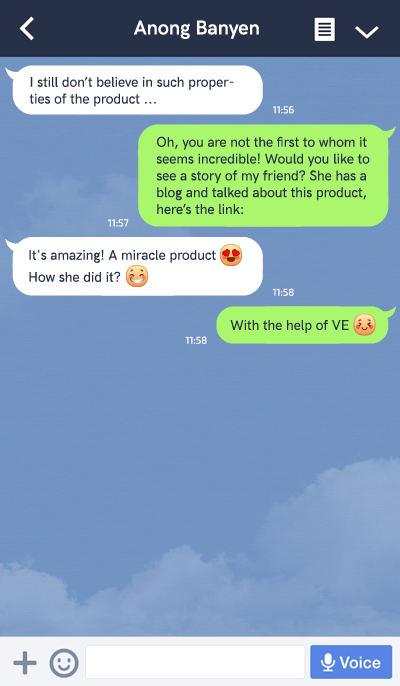 Anong Banyen
I still don’t believe in such proper-
ties of the product ...
11:56
Oh, you are not the first to whom it
seems incredible! Would you like to
see a story of my friend? She has a
blog and talked about this product,
here’s the link:
11:57
It's amazing! A miracle product 😍
How she did it? 😁
11:58
With the help of VE ☺️
11:58
Voice